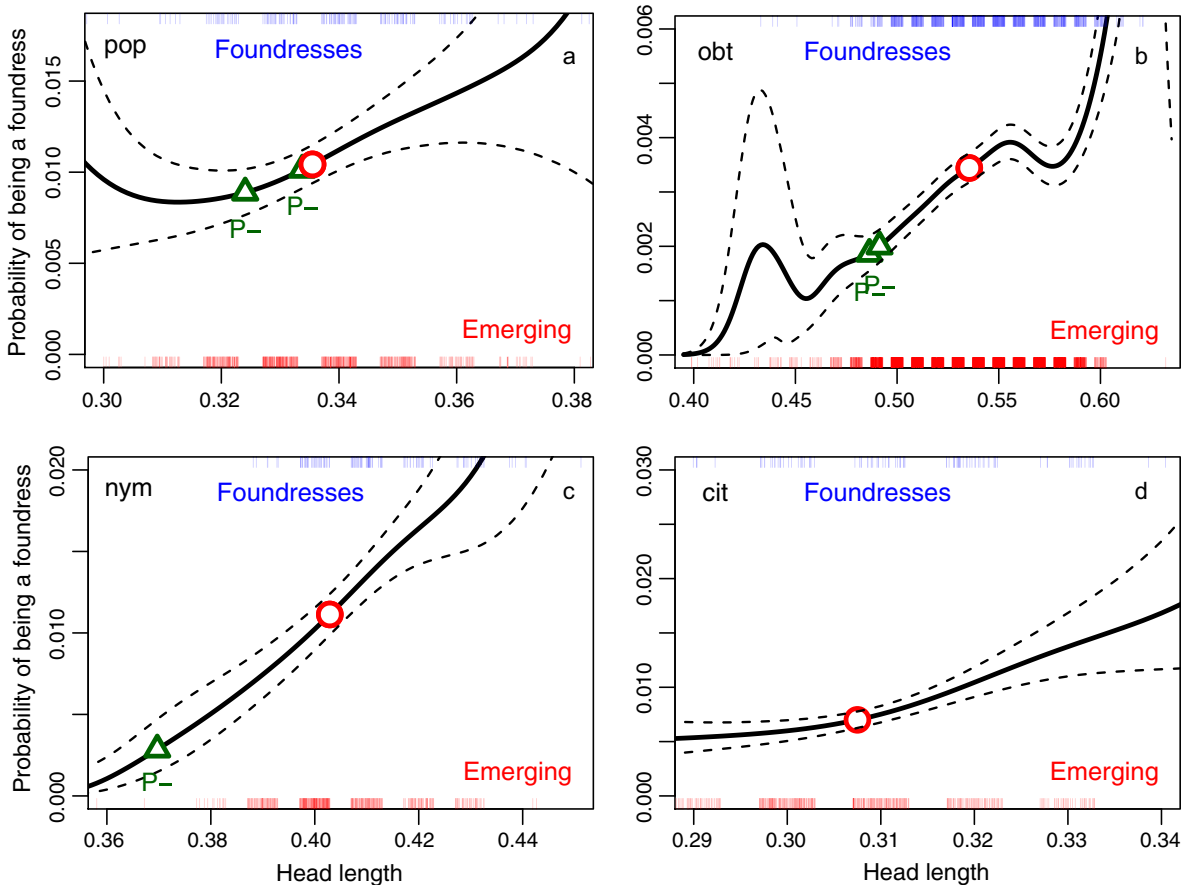 pop
Foundresses
a
Probability of being a foundress
0.015
0.010
0.005
0.000
P–
P–
Emerging
0.30
0.32
0.34
0.36
0.38
obt
Foundresses
b
0.006
0.004
0.002
0.000
P–
P–
Emerging
0.40
0.45
0.50
0.55
0.60
nym
Foundresses
c
Probability of being a foundress
0.020
0.010
0.000
P–
Emerging
0.36
0.38
0.40
0.42
0.44
Head length
cit
Foundresses
d
0.030
0.020
0.010
0.000
Emerging
0.29
0.30
0.31
0.32
0.33
0.34
Head length